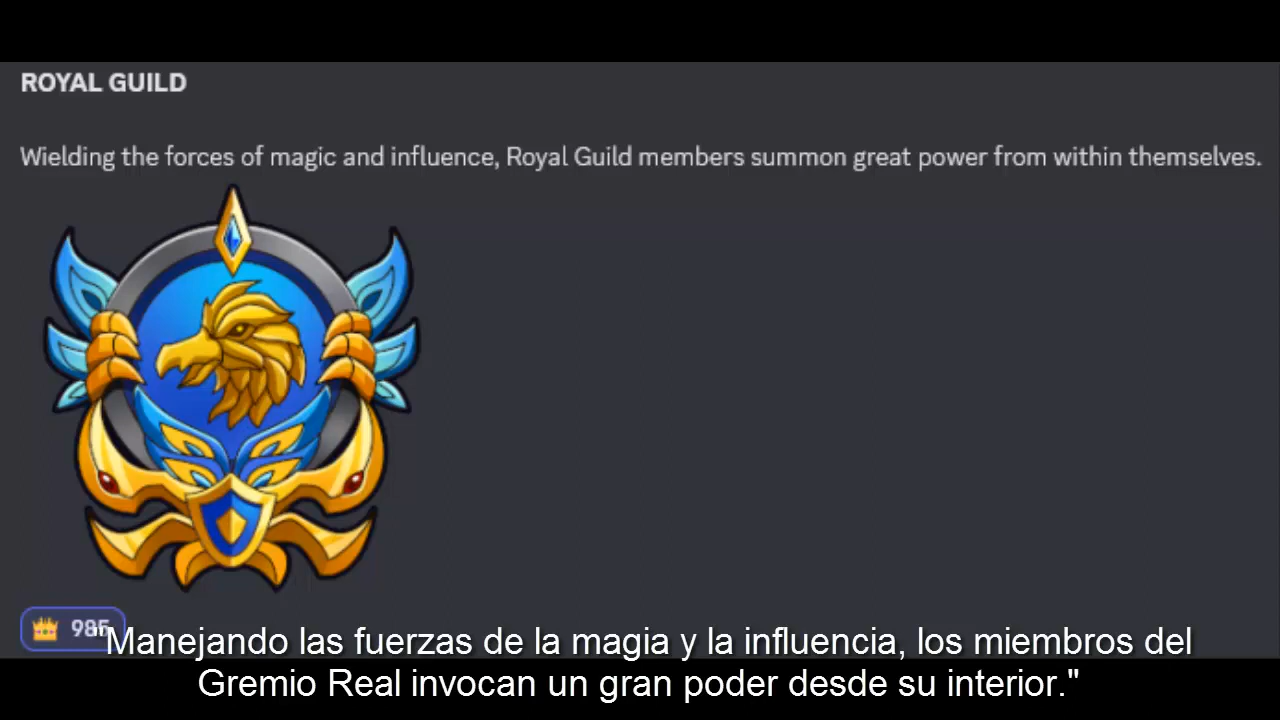 ROYAL GUILD
Wielding the forces of magic and influence, Royal Guild members summon great power from within themselves.
985
"Manejando las fuerzas de la magia y la influencia, los miembros del
Gremio Real invocan un gran poder desde su interior."